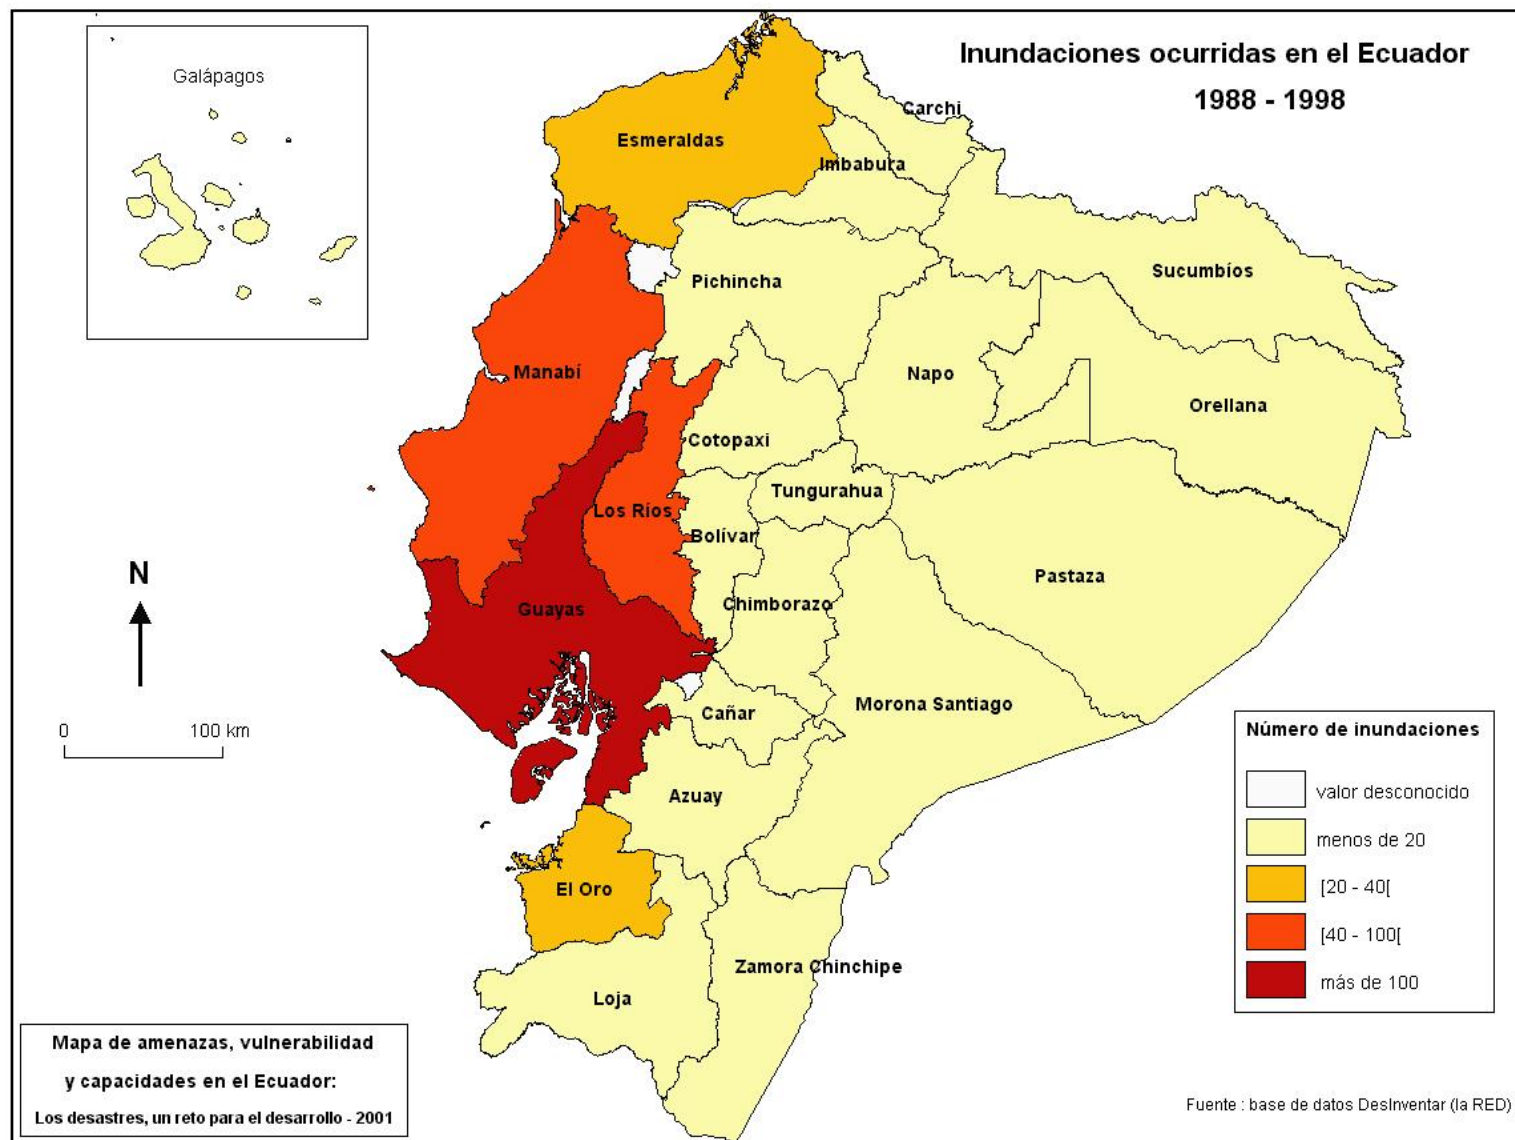 Inundaciones ocurridas en el Ecuador
1988 - 1998
Galápagos
Carchi
Esmeraldas
Imbabura
Sucumbíos
Pichincha
Manabí
Napo
Orellana
Cotopaxi
Tungurahua
Los Ríos
Bolívar
Pastaza
N
Guayas
Chimborazo
Morona Santiago
Cañar
0 100 km
Azuay
El Oro
Zamora Chinchipe
Loja
Número de inundaciones
valor desconocido
menos de 20
[20 - 40[
[40 - 100[
más de 100
Mapa de amenazas, vulnerabilidad
y capacidades en el Ecuador:
Los desastres, un reto para el desarrollo - 2001
Fuente : base de datos DesInventar (la RED)